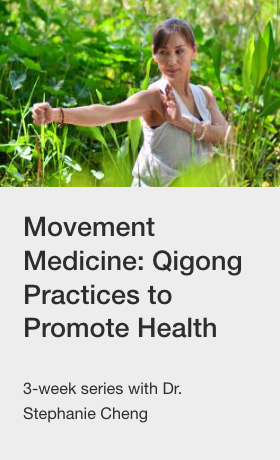 Movement
Medicine: Qigong
Practices to
Promote Health
3-week series with Dr.
Stephanie Cheng